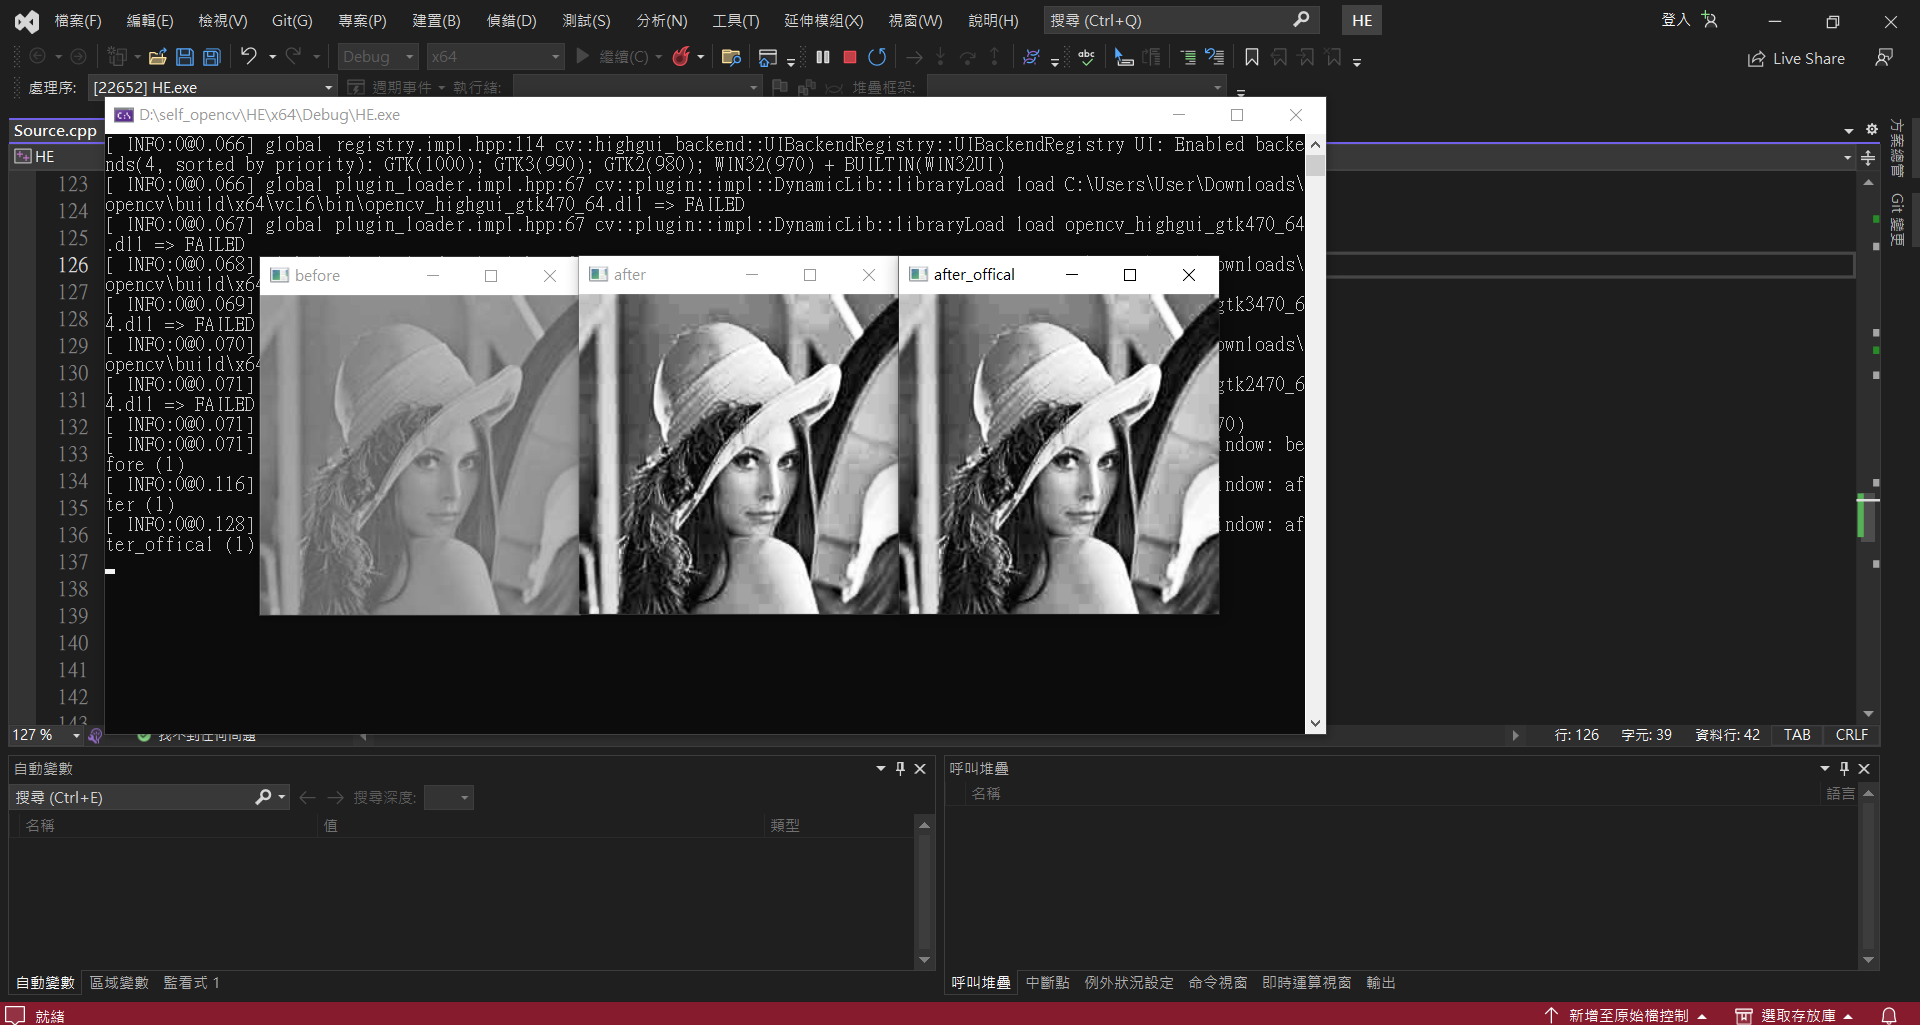 檔案(F) 編輯(E) 檢視(V) Git(G) 專案(P) 建置(B) 偵錯(D) 測試(S) 分析(N) 工具(T) 延伸模組(X) 視窗(W) 說明(H) 搜尋 (Ctrl+Q) HE 登入
Debug x64 繼續(C) Live Share
處理序: [22652] HE.exe 週期事件 執行緒: 堆疊框架:
D:\self_opencv\HE\x64\Debug\HE.exe
Source.cpp
HE
[ INFO:0@0.066] global registry.impl.hpp:114 cv::highgui_backend::UIBackendRegistry::UIBackendRegistry UI: Enabled backe
nds(4, sorted by priority): GTK(1000); GTK3(990); GTK2(980); WIN32(970) + BUILTIN(WIN32UI)
[ INFO:0@0.066] global plugin_loader.impl.hpp:67 cv::plugin::impl::DynamicLib::libraryLoad load C:\Users\User\Downloads\
opencv\build\x64\vc16\bin\opencv_highgui_gtk470_64.dll => FAILED
[ INFO:0@0.067] global plugin_loader.impl.hpp:67 cv::plugin::impl::DynamicLib::libraryLoad load opencv_highgui_gtk470_64
.dll => FAILED
[ INFO:0@0.068] ownloads\
opencv\build\x64
[ INFO:0@0.069] gtk3470_6
4.dll => FAILED
[ INFO:0@0.070] ownloads\
opencv\build\x64
[ INFO:0@0.071] gtk2470_6
4.dll => FAILED
[ INFO:0@0.071] 70)
[ INFO:0@0.071] indow: be
fore (1)
[ INFO:0@0.116] indow: af
ter (1)
[ INFO:0@0.128] indow: af
ter_offical (1)
before
after
after_offical
123
124
125
126
127
128
129
130
131
132
133
134
135
136
137
138
139
140
141
142
143
127 % 找不到任何問題 行: 126 字元: 39 資料行: 42 TAB CRLF
方案總管
Git 變更
自動變數
搜尋 (Ctrl+E) 搜尋深度:
名稱 值 類型
自動變數 區域變數 監看式 1
呼叫堆疊
名稱 語言
呼叫堆疊 中斷點 例外狀況設定 命令視窗 即時運算視窗 輸出
就緒 新增至原始檔控制 選取存放庫